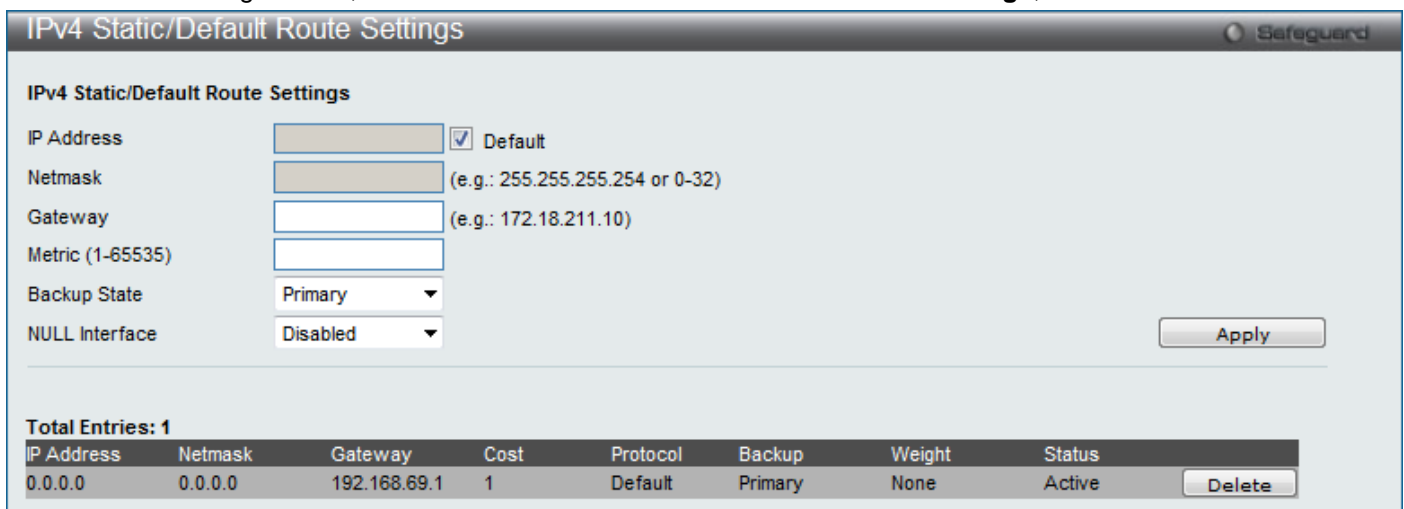 IPv4 Static/Default Route Settings
Safeguard
IPv4 Static/Default Route Settings
IP Address Default
Netmask (e.g.: 255.255.255.254 or 0-32)
Gateway (e.g.: 172.18.211.10)
Metric (1-65535)
Backup State Primary
NULL Interface Disabled Apply
Total Entries: 1
IP Address Netmask Gateway Cost Protocol Backup Weight Status
0.0.0.0 0.0.0.0 192.168.69.1 1 Default Primary None Active Delete